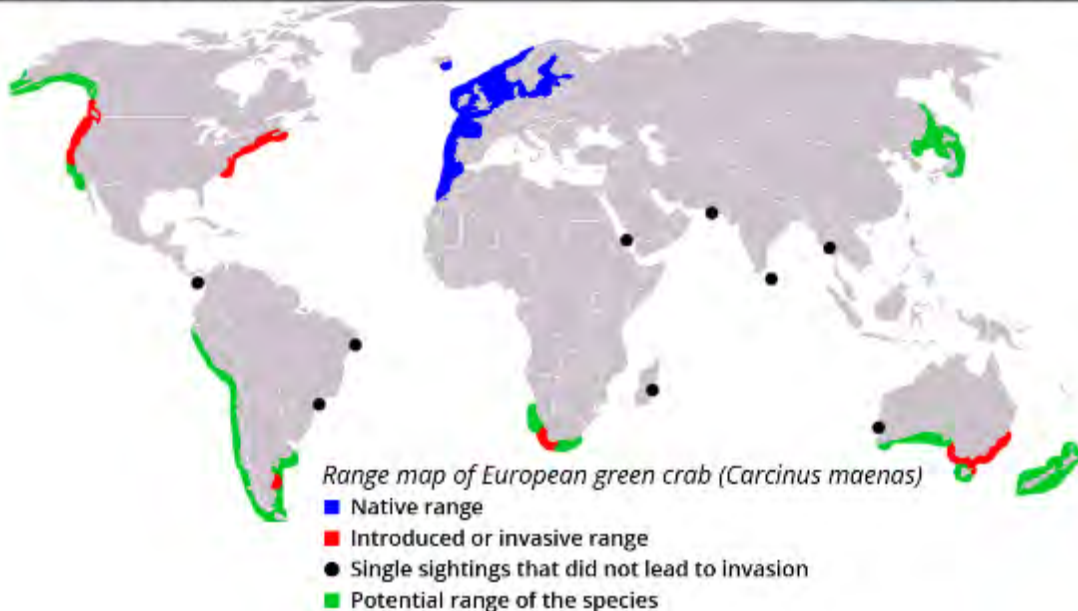 Range map of European green crab (Carcinus maenas)
Native range
Introduced or invasive range
Single sightings that did not lead to invasion
Potential range of the species